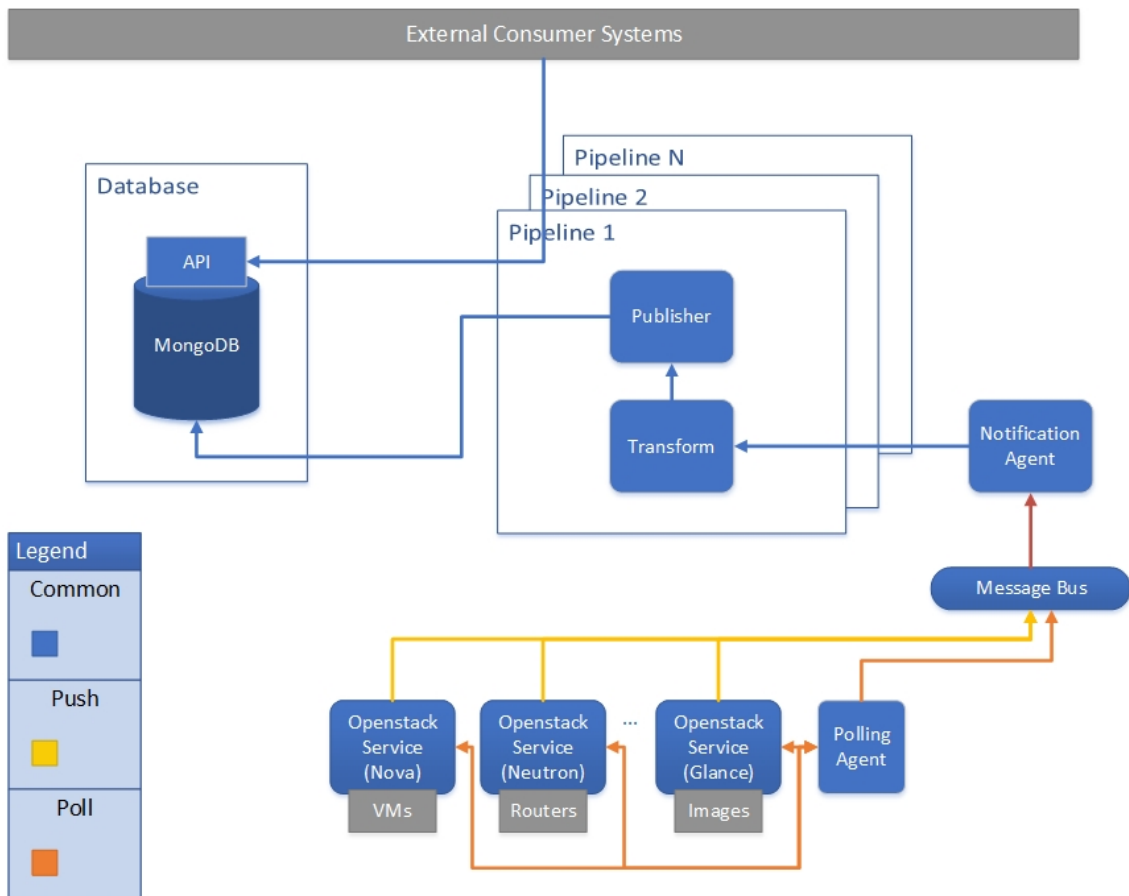 External Consumer Systems
Pipeline N
Database
Pipeline 2
Pipeline 1
API
Publisher
MongoDB
Notification
Agent
Transform
Legend
Common
Message Bus
Push
Openstack
Service
(Nova)
Openstack
Service
(Neutron)
...
Openstack
Service
(Glance)
Polling
Agent
VMs
Routers
Images
Poll